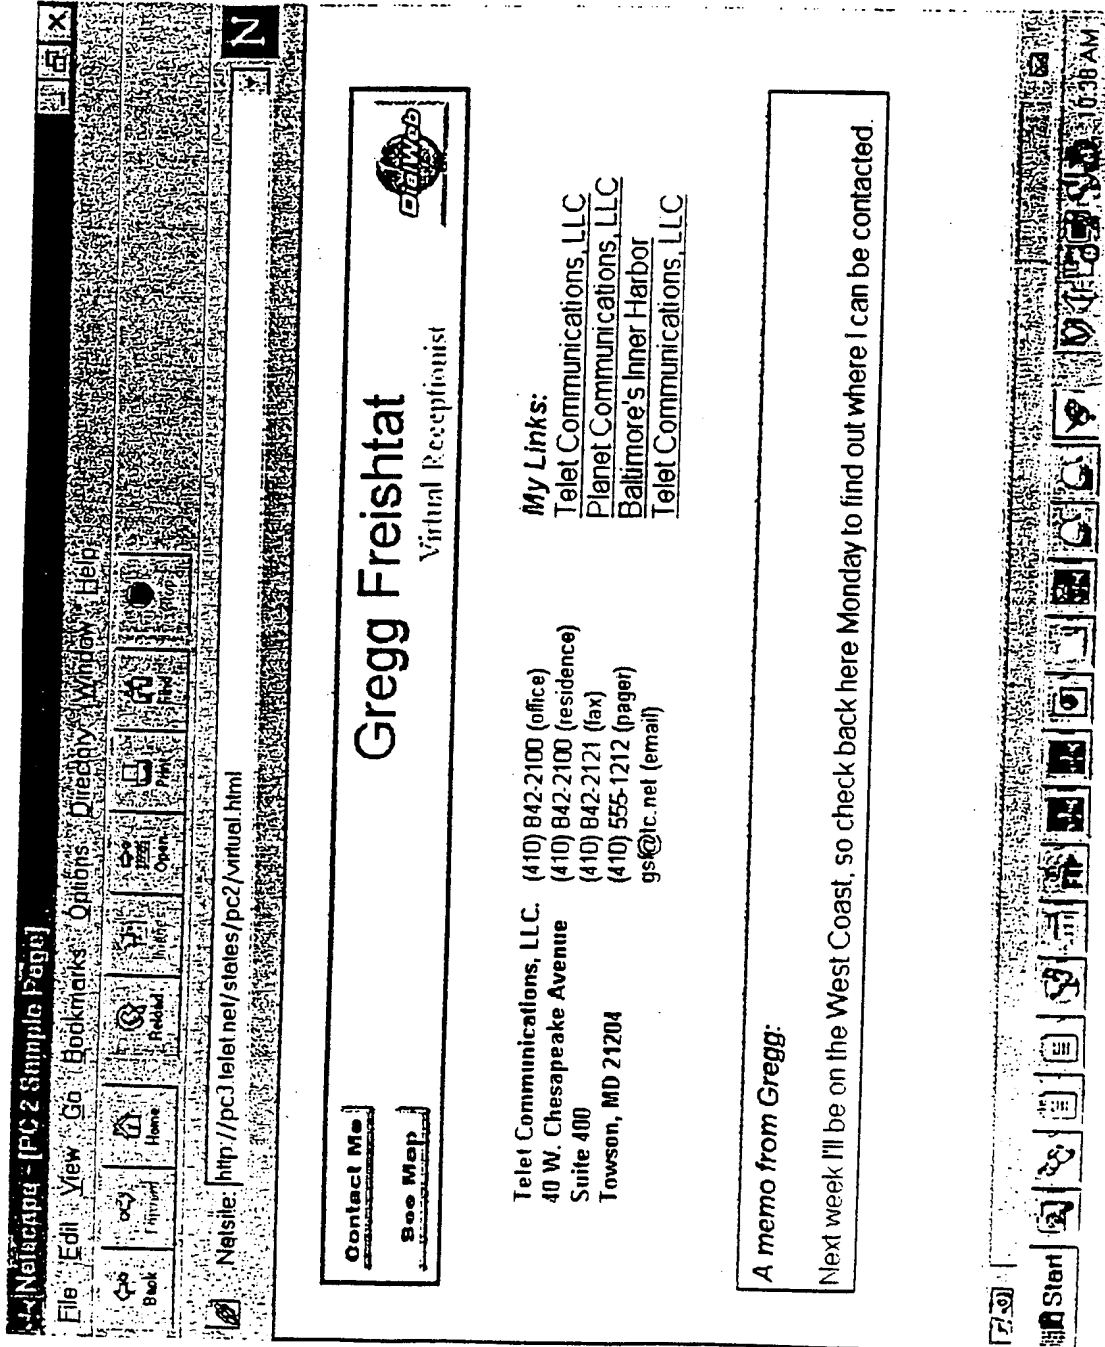 Netscape - [PC 2 Sample Page]
File Edit View Go Bookmarks Options Directory Window Help
Back Forward Home Reload Images Open Print Find Stop
Netsite: http://pc3.telet.net/states/pc2/virtual.html
N
Contact Me
See Map
Gregg Freishtat
Virtual Receptionist
DialWeb
Telet Communications, LLC.
40 W. Chesapeake Avenue
Suite 400
Towson, MD 21204
(410) 842-2100 (office)
(410) 842-2100 (residence)
(410) 842-2121 (fax)
(410) 555-1212 (pager)
gsf@tc.net (email)
My Links:
Telet Communications, LLC
Planet Communications, LLC
Baltimore's Inner Harbor
Telet Communications, LLC
A memo from Gregg:
Next week I'll be on the West Coast, so check back here Monday to find out where I can be contacted.
Start
10:38 AM